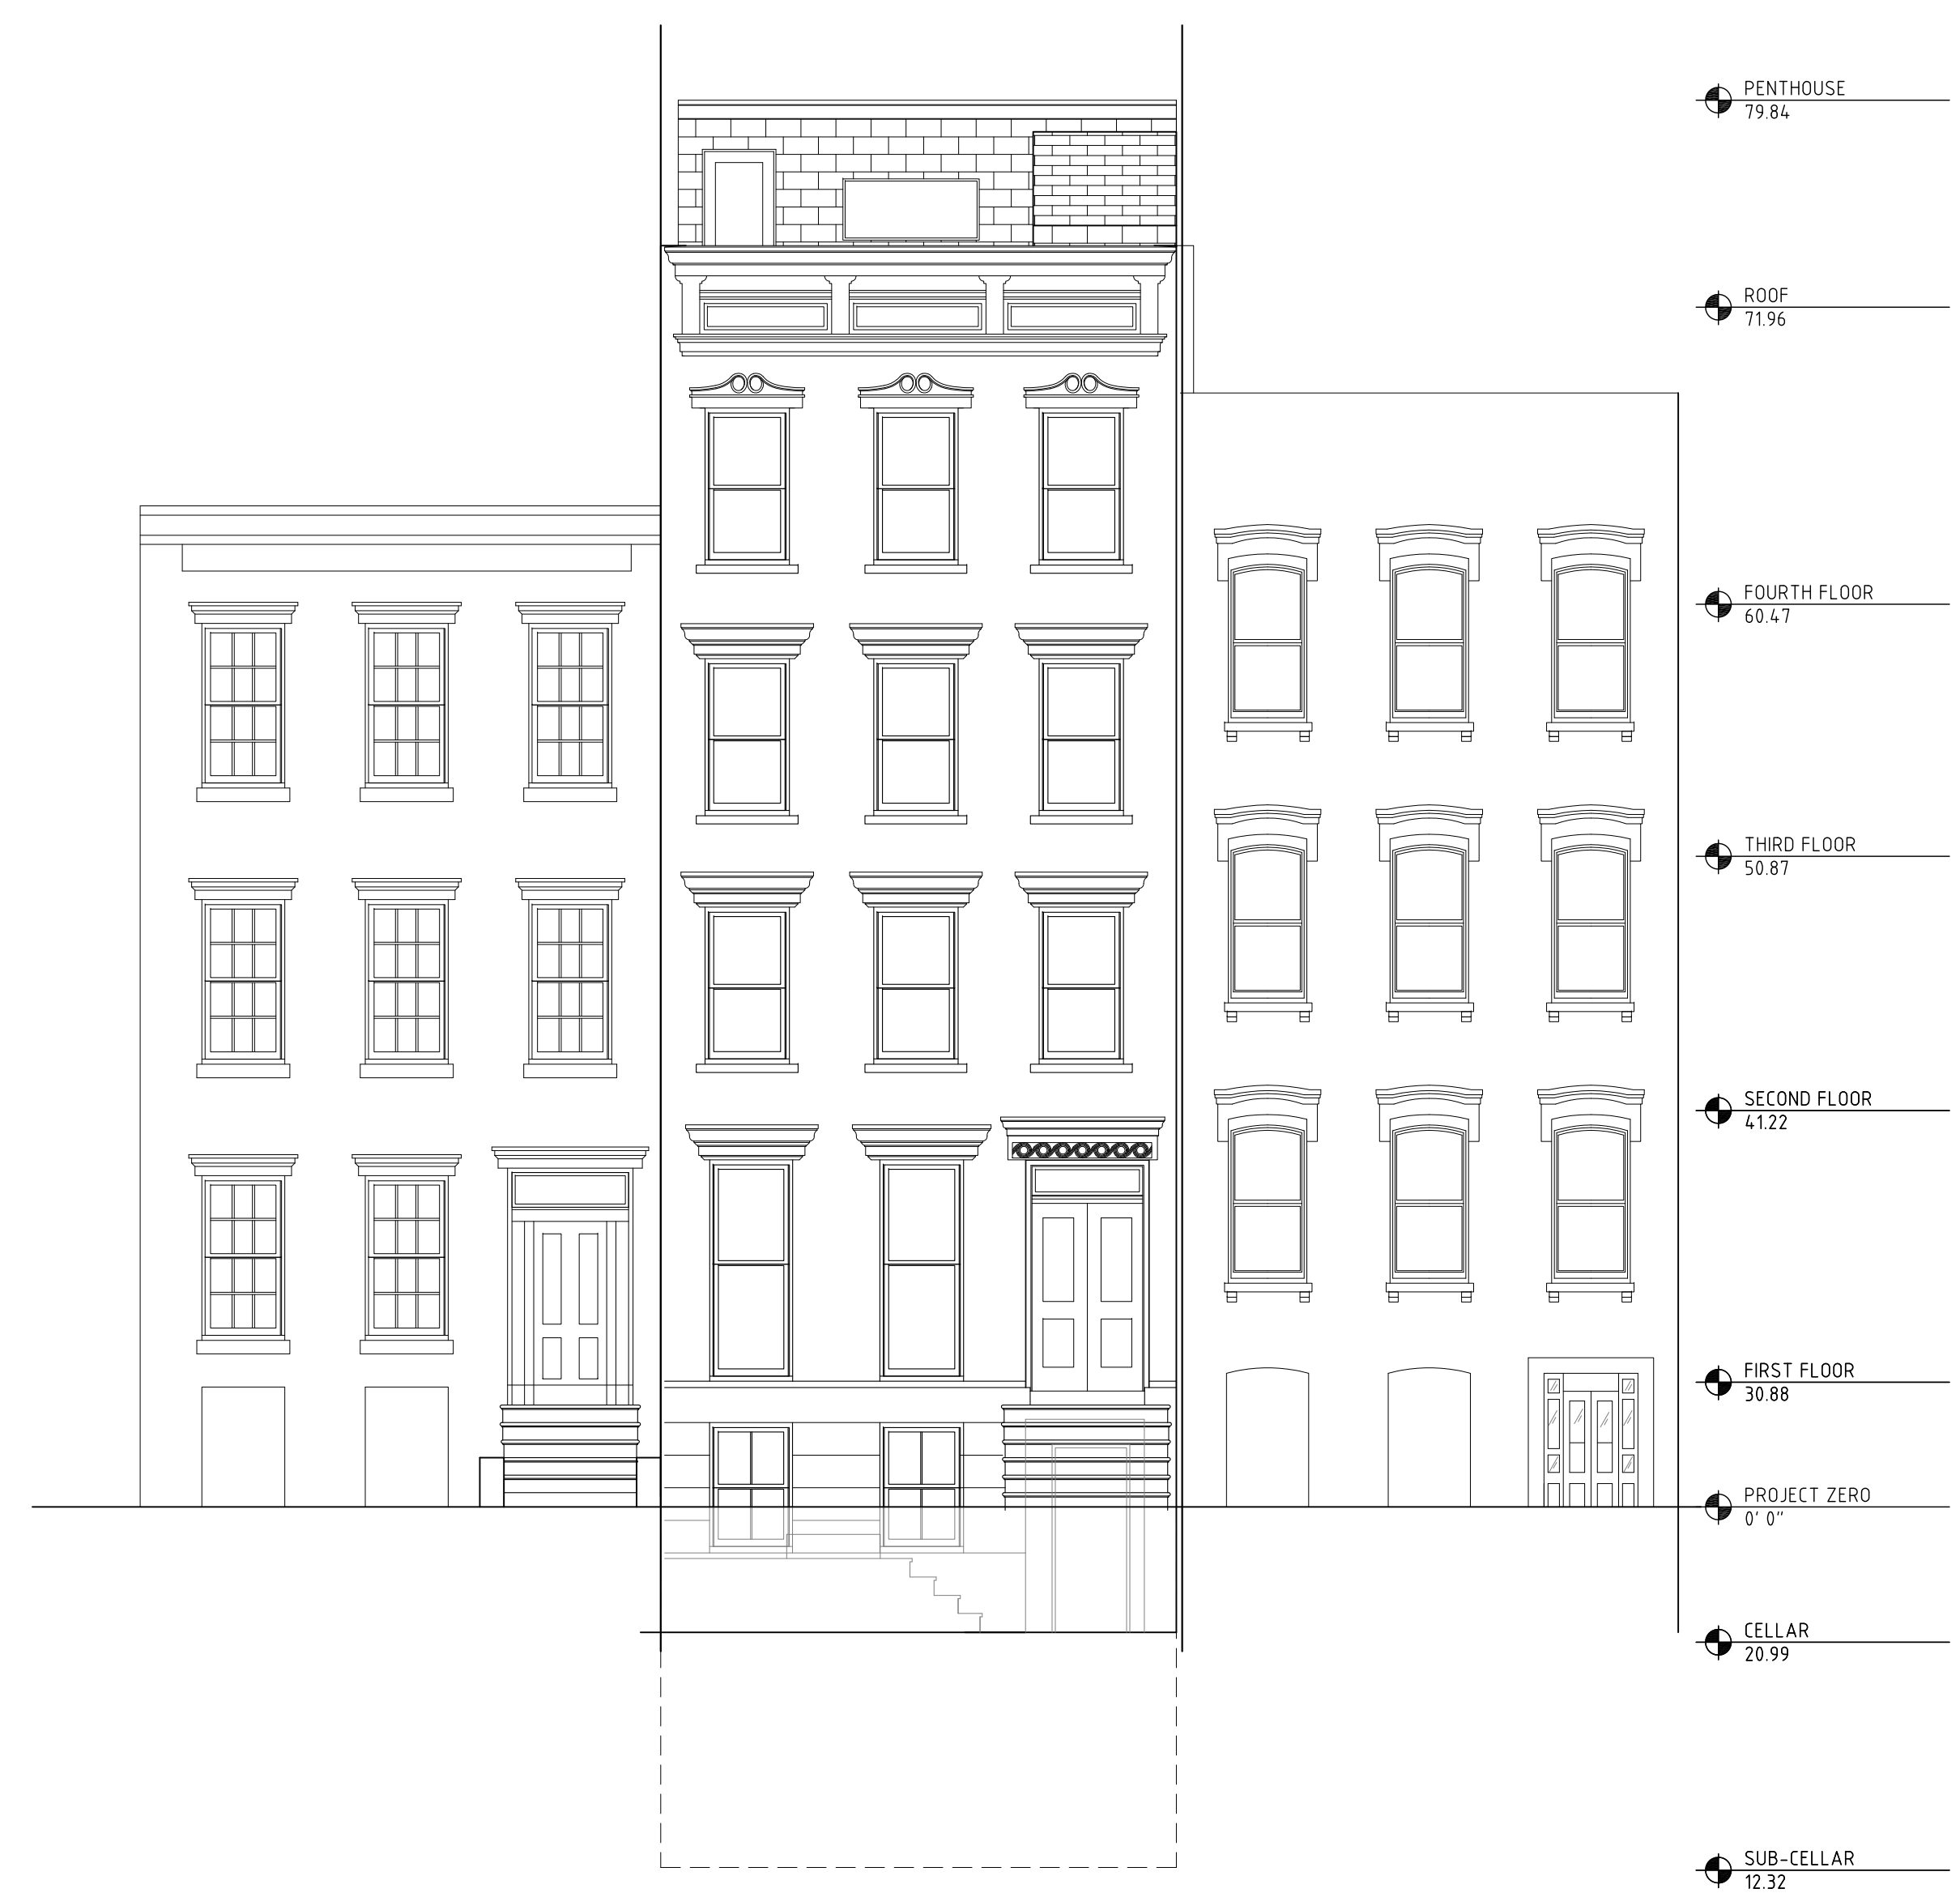 PENTHOUSE
79.84
ROOF
71.96
FOURTH FLOOR
60.47
THIRD FLOOR
50.87
SECOND FLOOR
41.22
FIRST FLOOR
30.88
PROJECT ZERO
0' 0"
CELLAR
20.99
SUB-CELLAR
12.32